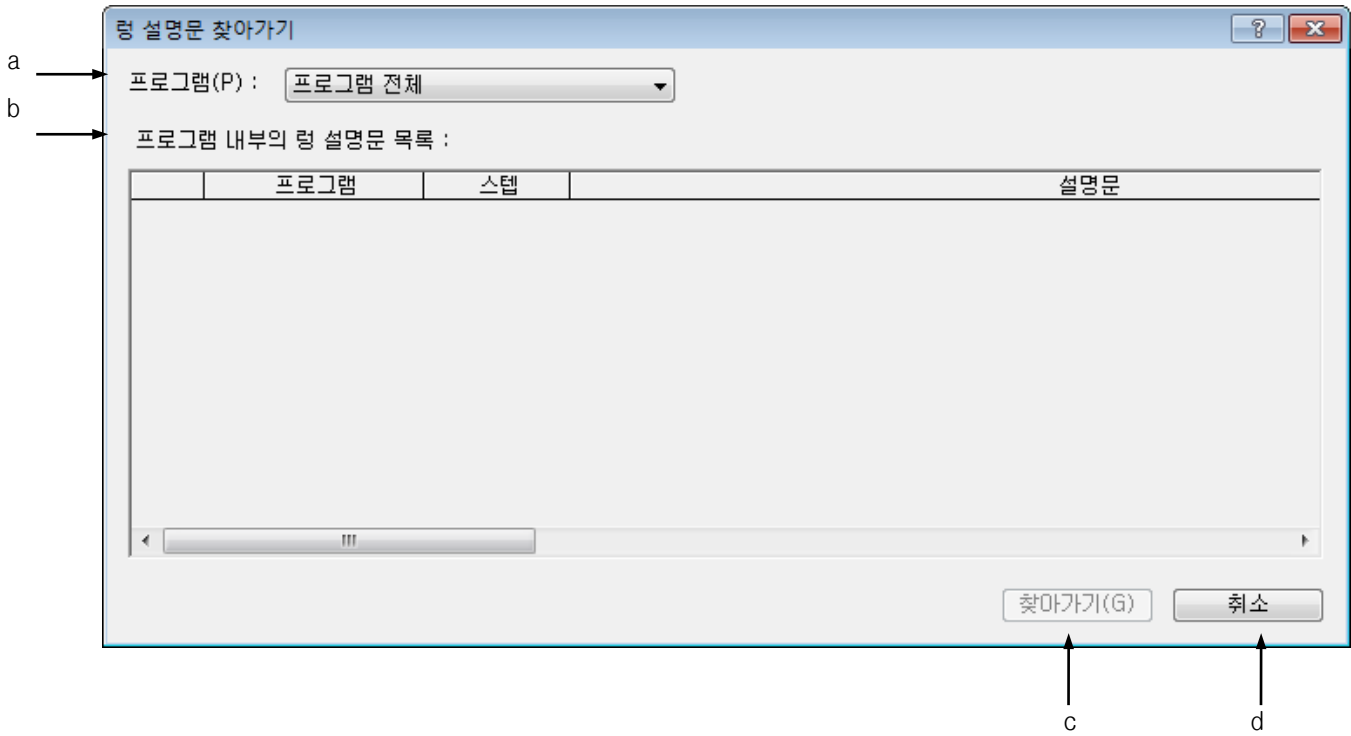 렁 설명문 찾아가기
a
프로그램(P) : 프로그램 전체
b
프로그램 내부의 렁 설명문 목록 :
프로그램 스텝 설명문
찾아가기(G) 취소
c d